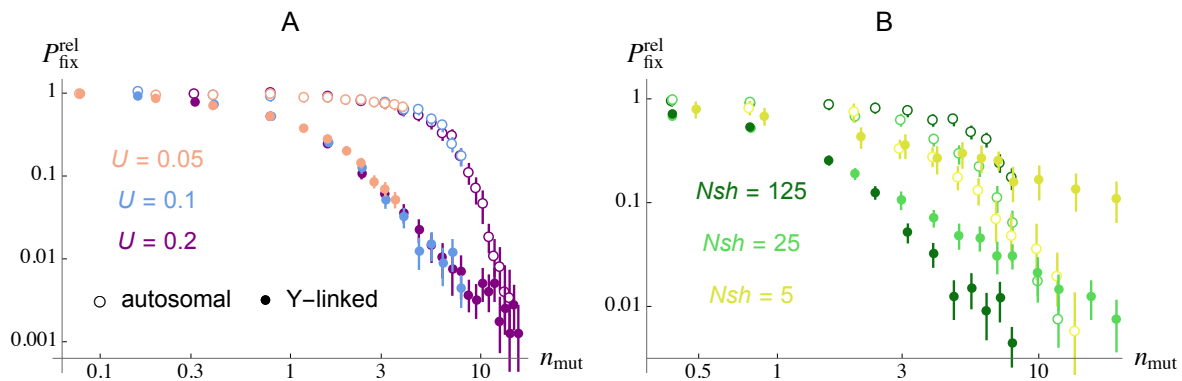 A
P_fix^rel
1
0.1
0.01
0.001
U = 0.05
U = 0.1
U = 0.2
autosomal
Y−linked
0.1 0.3 1 3 10
n_mut
B
P_fix^rel
1
0.1
0.01
Nsh = 125
Nsh = 25
Nsh = 5
0.5 1 3 10
n_mut